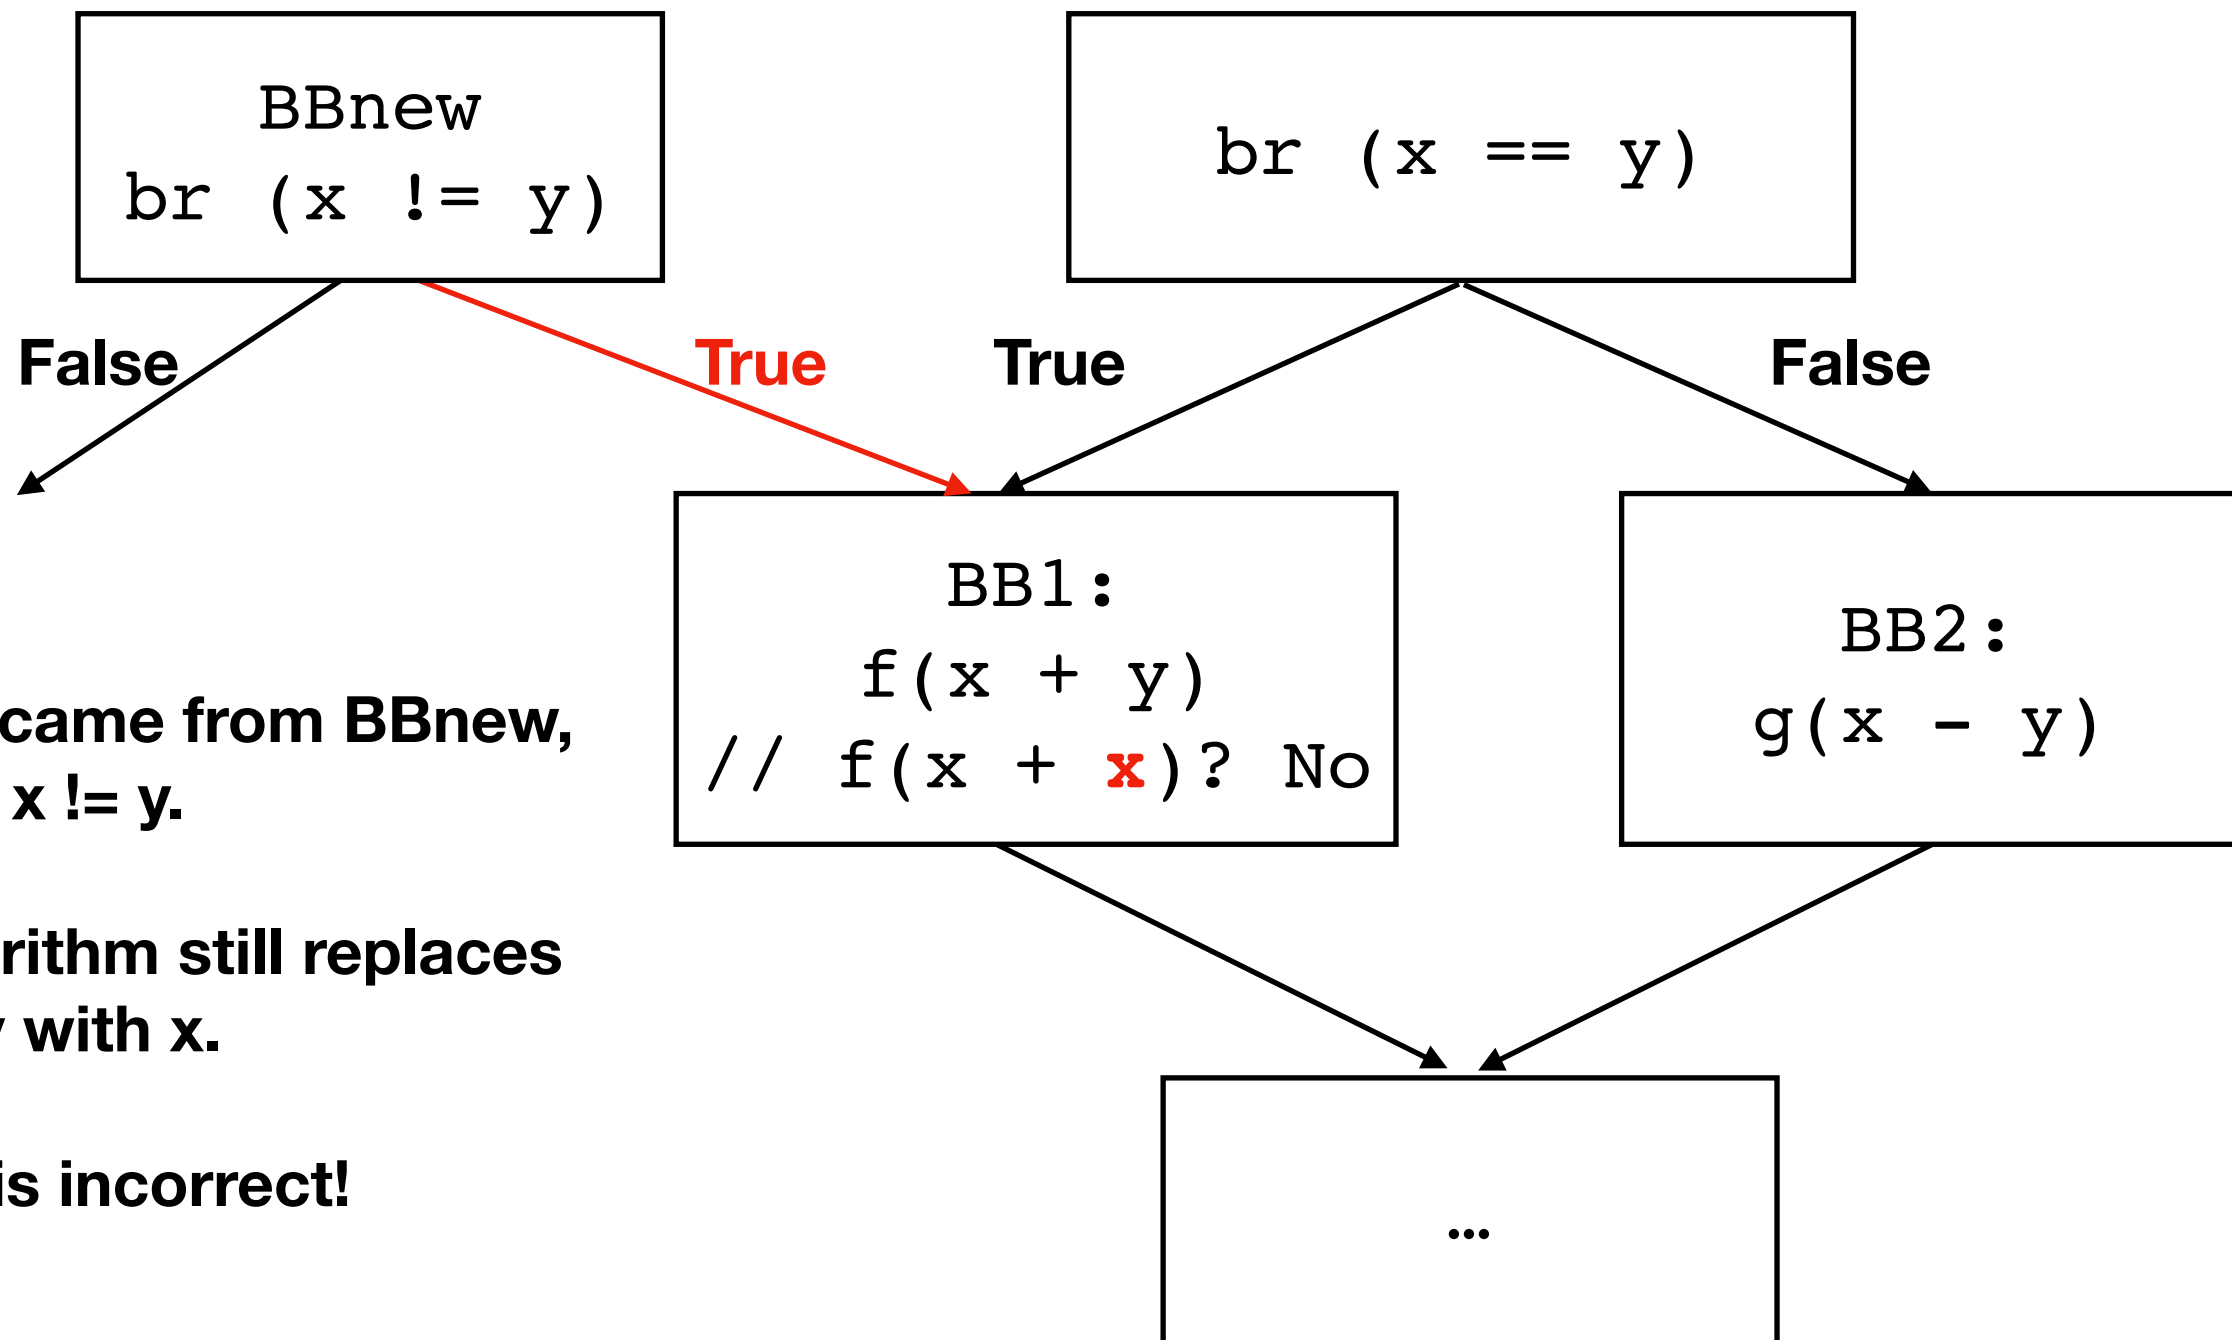 BBnew
br (x != y)
br (x == y)
False
True
True
False
BB1:
f(x + y)
// f(x + x)? No
BB2:
g(x - y)
came from BBnew,
x != y.
rithm still replaces
with x.
is incorrect!
...